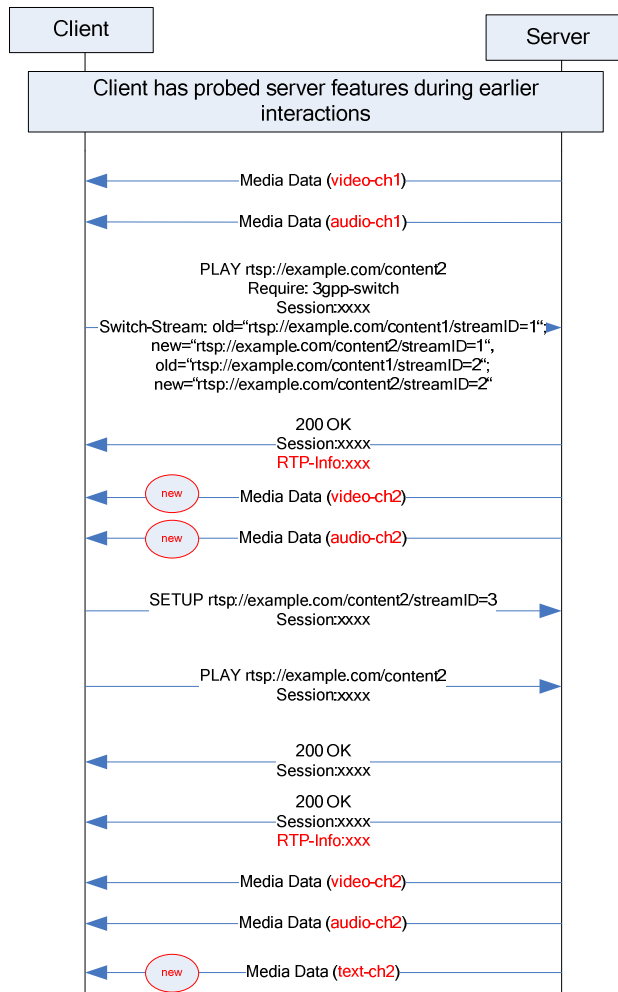 Client
Server
Client has probed server features during earlier
interactions
Media Data (video-ch1)
Media Data (audio-ch1)
PLAY rtsp://example.com/content2
Require: 3gpp-switch
Session:xxxx
Switch-Stream: old=“rtsp://example.com/content1/streamID=1“;
new=“rtsp://example.com/content2/streamID=1“,
old=“rtsp://example.com/content1/streamID=2“;
new=“rtsp://example.com/content2/streamID=2“
200 OK
Session:xxxx
RTP-Info:xxx
new
Media Data (video-ch2)
new
Media Data (audio-ch2)
SETUP rtsp://example.com/content2/streamID=3
Session:xxxx
PLAY rtsp://example.com/content2
Session:xxxx
200 OK
Session:xxxx
200 OK
Session:xxxx
RTP-Info:xxx
Media Data (video-ch2)
Media Data (audio-ch2)
new
Media Data (text-ch2)